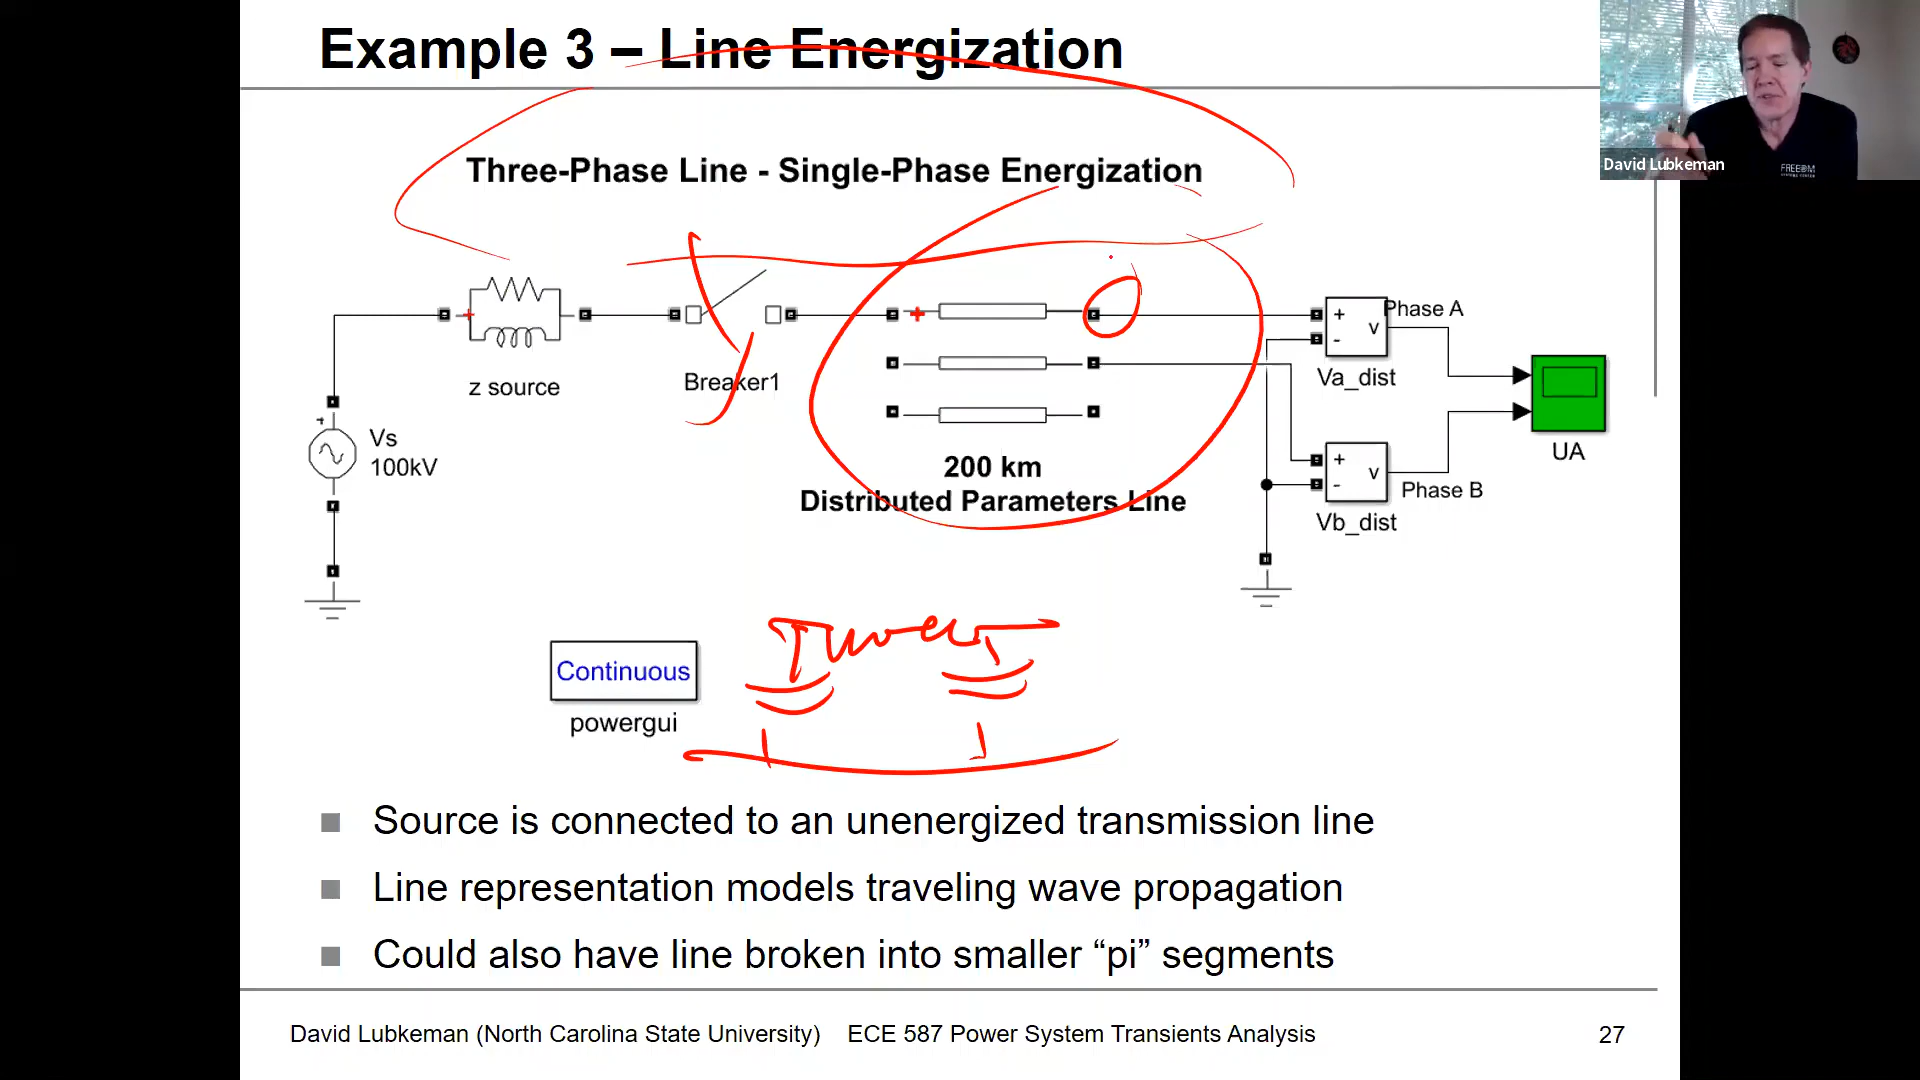 Example 3 – Line Energization
David Lubkeman
FREEDM
Three-Phase Line - Single-Phase Energization
z source
Breaker1
Vs
100kV
200 km
Distributed Parameters Line
+
-
v
Phase A
Va_dist
+
-
v
Phase B
Vb_dist
UA
Continuous
powergui
Source is connected to an unenergized transmission line
Line representation models traveling wave propagation
Could also have line broken into smaller “pi” segments
David Lubkeman (North Carolina State University) ECE 587 Power System Transients Analysis 27